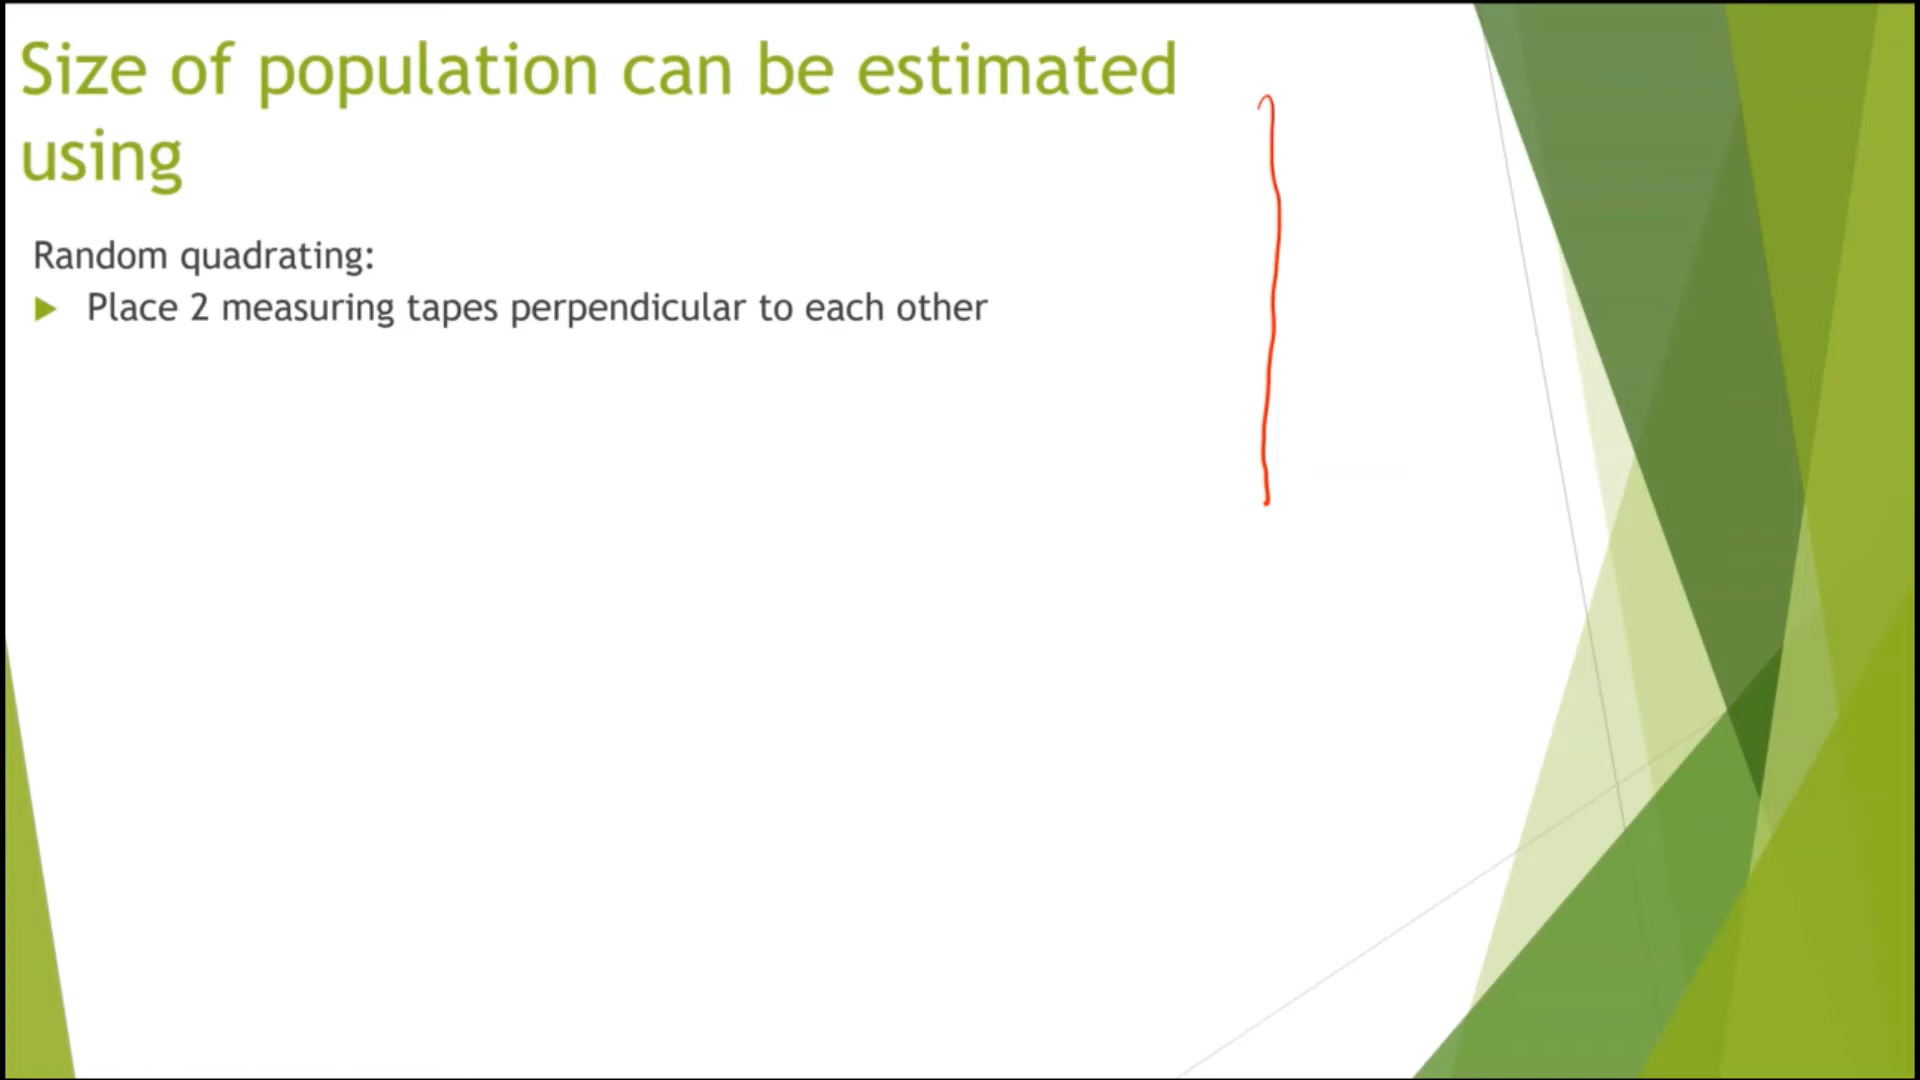 Size of population can be estimated
using
Random quadrating:
Place 2 measuring tapes perpendicular to each other